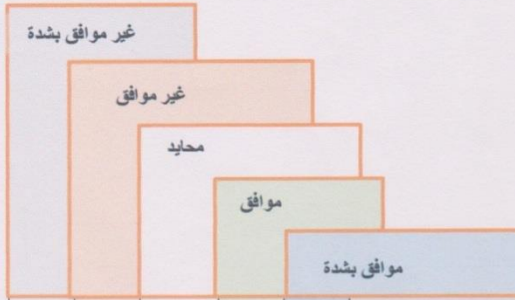 غير موافق بشدة
غير موافق
محايد
موافق
موافق بشدة